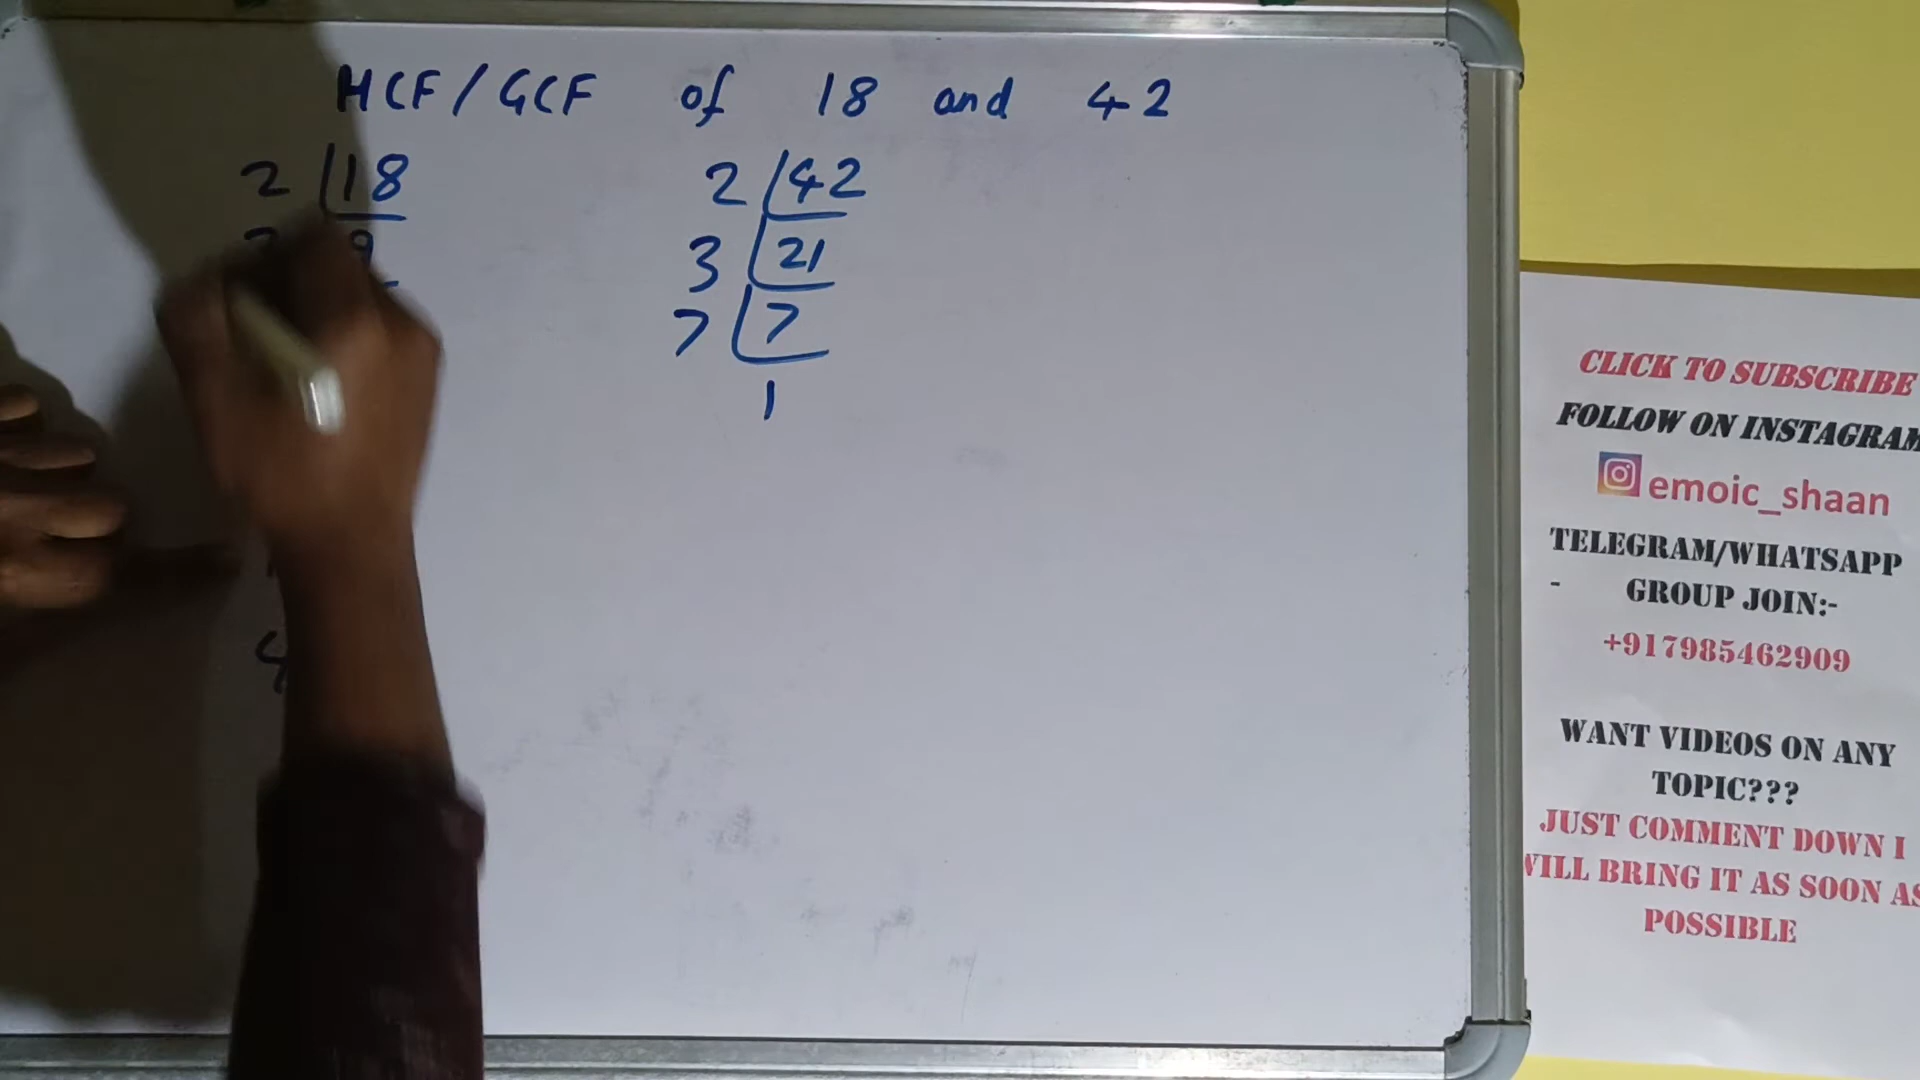 HCF/GCF of 18 and 42
2 18
9
2 42
3 21
7 7
1
4
CLICK TO SUBSCRIBE
FOLLOW ON INSTAGRAM
emoic_shaan
TELEGRAM/WHATSAPP
- GROUP JOIN:-
+917985462909
WANT VIDEOS ON ANY
TOPIC???
JUST COMMENT DOWN I
WILL BRING IT AS SOON AS
POSSIBLE